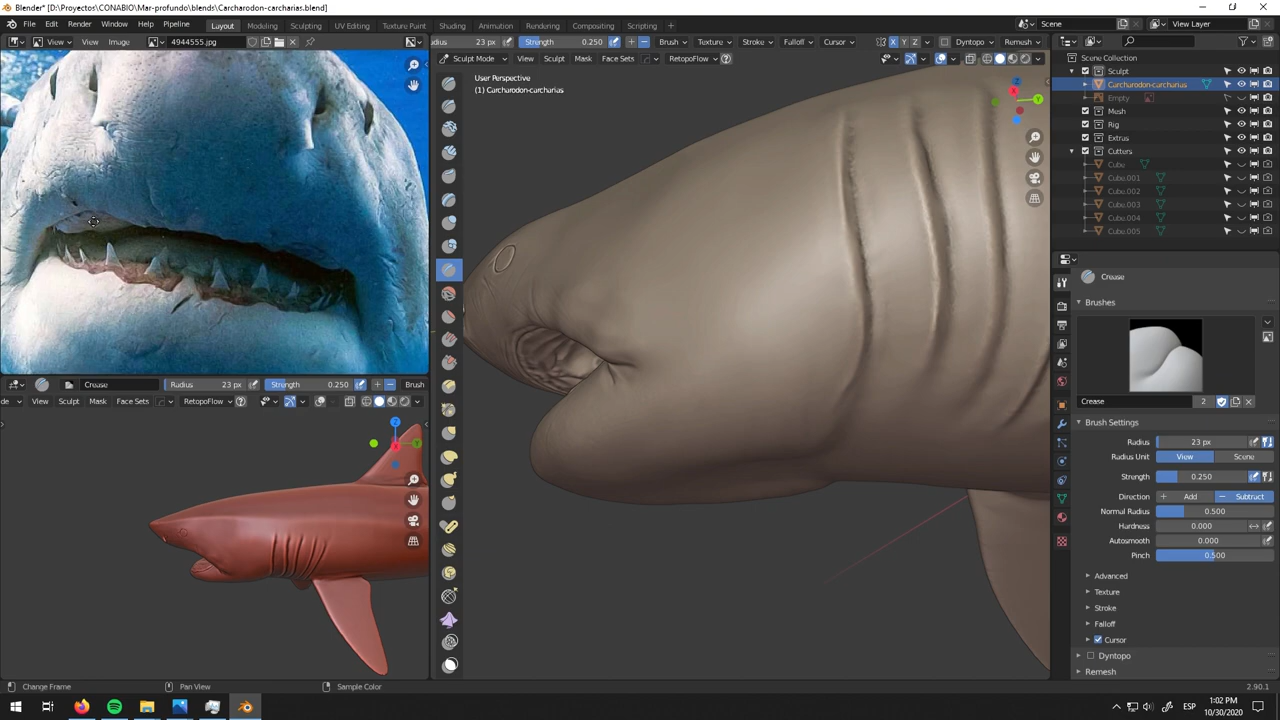 Blender* [D:\Proyectos\CONABIO\Mar-profundo\blends\Carcharodon-carcharias.blend]
File Edit Render Window Help Pipeline Layout Modeling Sculpting UV Editing Texture Paint Shading Animation Rendering Compositing Scripting + Scene View Layer
View View Image 4944555.jpg
adius 23 px Strength 0.250 Brush Texture Stroke Falloff Cursor X Y Z Dyntopo Remesh
Sculpt Mode View Sculpt Mask Face Sets RetopoFlow
User Perspective
(1) Carcharodon-carcharias
Scene Collection
Sculpt
Carcharodon-carcharias
Empty
Mesh
Rig
Extrus
Cutters
Cube
Cube.001
Cube.002
Cube.003
Cube.004
Cube.005
Crease
Brushes
Crease 2
Brush Settings
Radius 23 px
Radius Unit View Scene
Strength 0.250
Direction + Add − Subtract
Normal Radius 0.500
Hardness 0.000
Autosmooth 0.000
Pinch 0.500
Advanced
Texture
Stroke
Falloff
Cursor
Dyntopo
Remesh
Crease Radius 23 px Strength 0.250 Brush
de View Sculpt Mask Face Sets RetopoFlow
Z
Y
X
Change Frame Pan View Sample Color 2.90.1
ESP 1:02 PM
10/30/2020